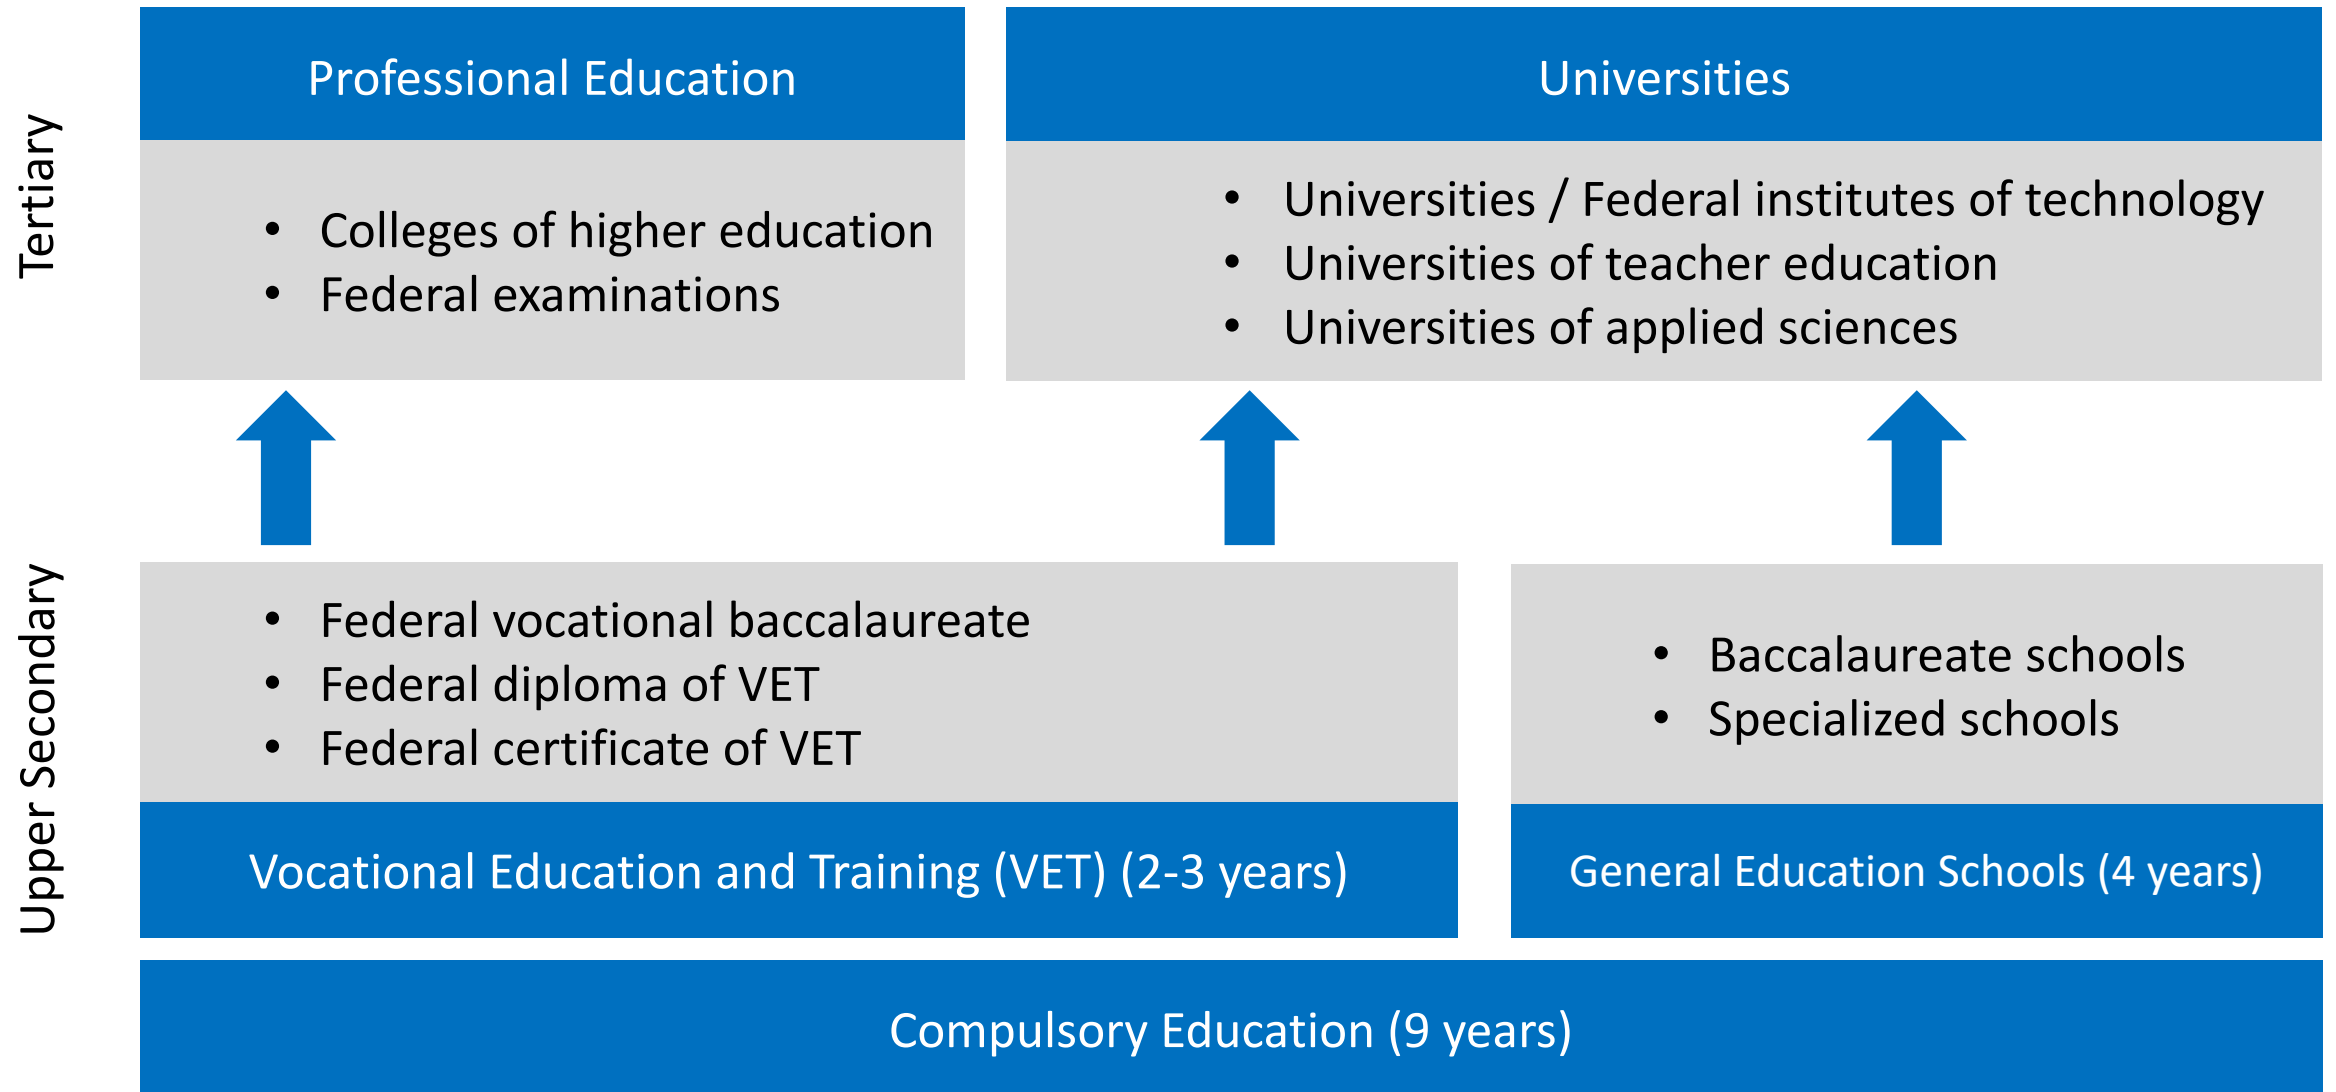 Tertiary
Professional Education
• Colleges of higher education
• Federal examinations
Universities
• Universities / Federal institutes of technology
• Universities of teacher education
• Universities of applied sciences
Upper Secondary
• Federal vocational baccalaureate
• Federal diploma of VET
• Federal certificate of VET
Vocational Education and Training (VET) (2-3 years)
• Baccalaureate schools
• Specialized schools
General Education Schools (4 years)
Compulsory Education (9 years)